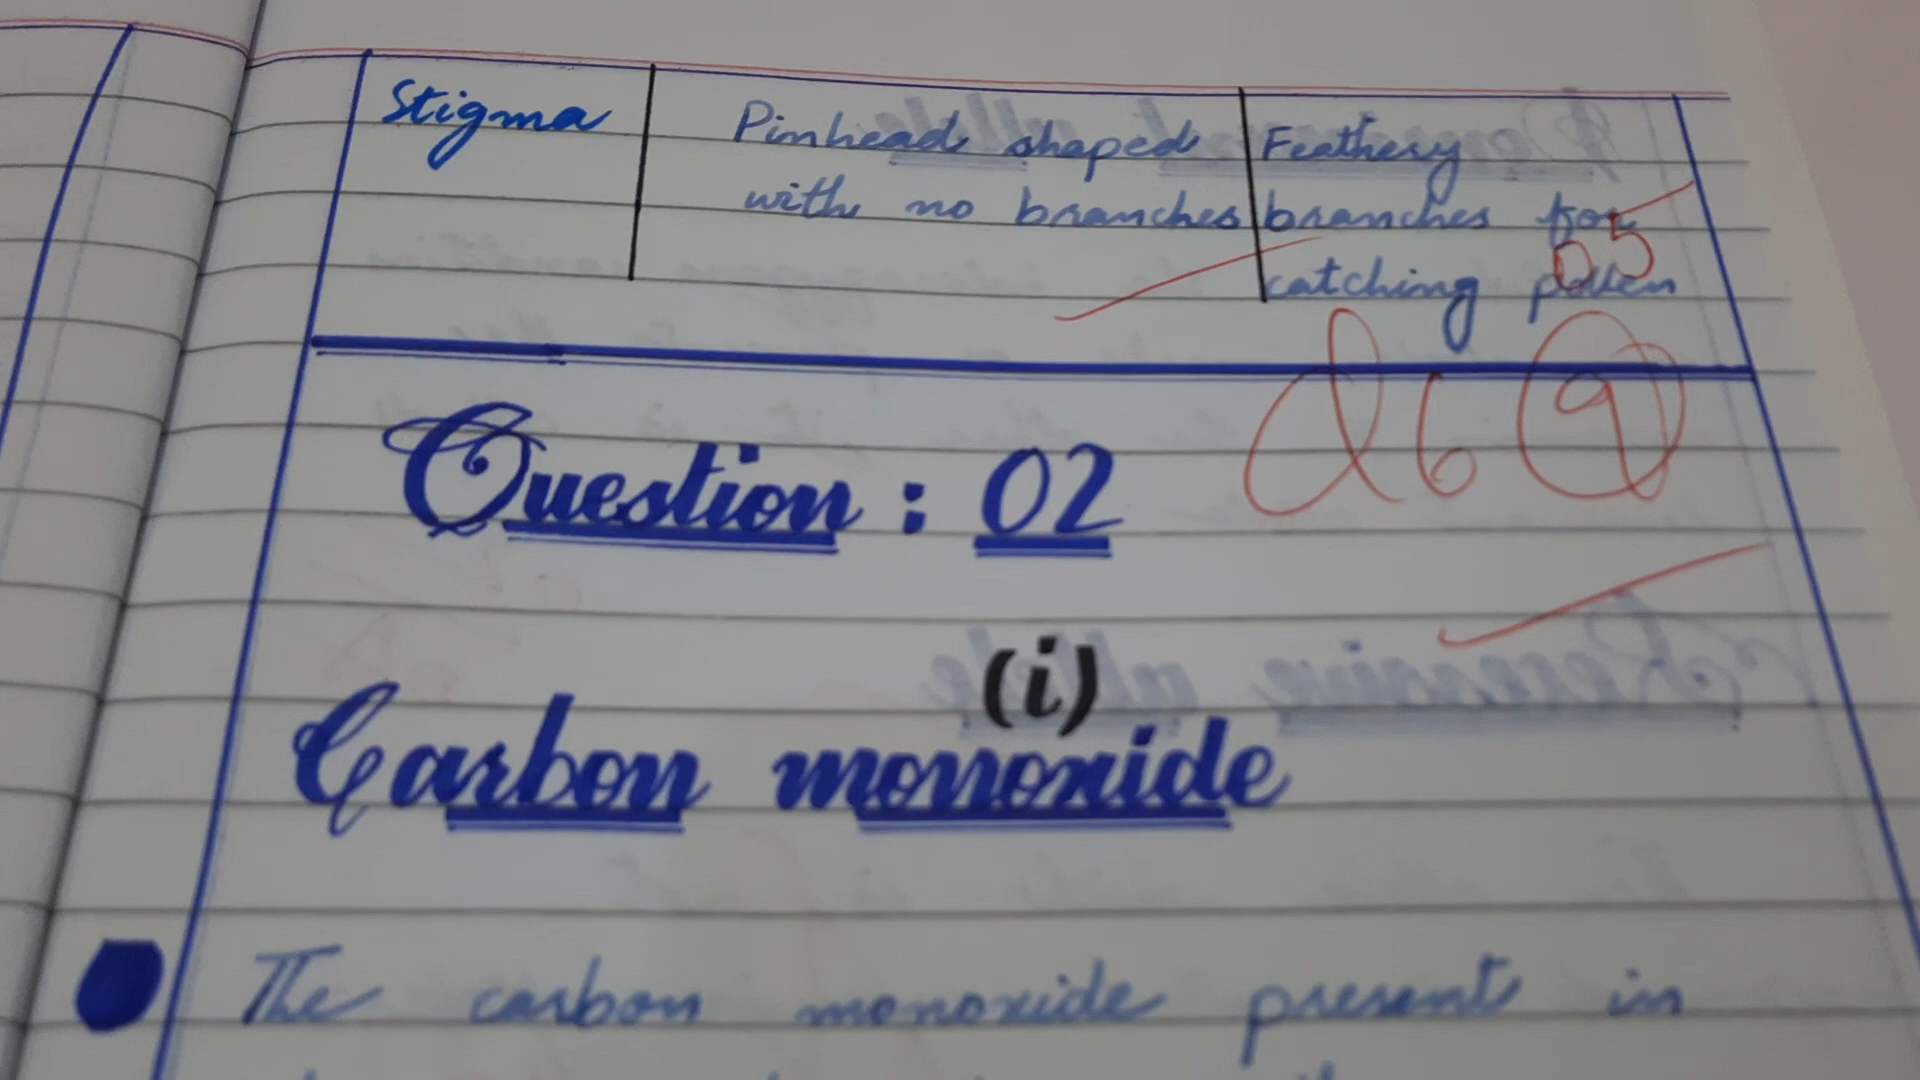 Stigma
Pinhead shaped
with no branches
Feathery
branches for
catching pollen
05
Question : 02
(i)
Carbon monoxide
The carbon monoxide present in